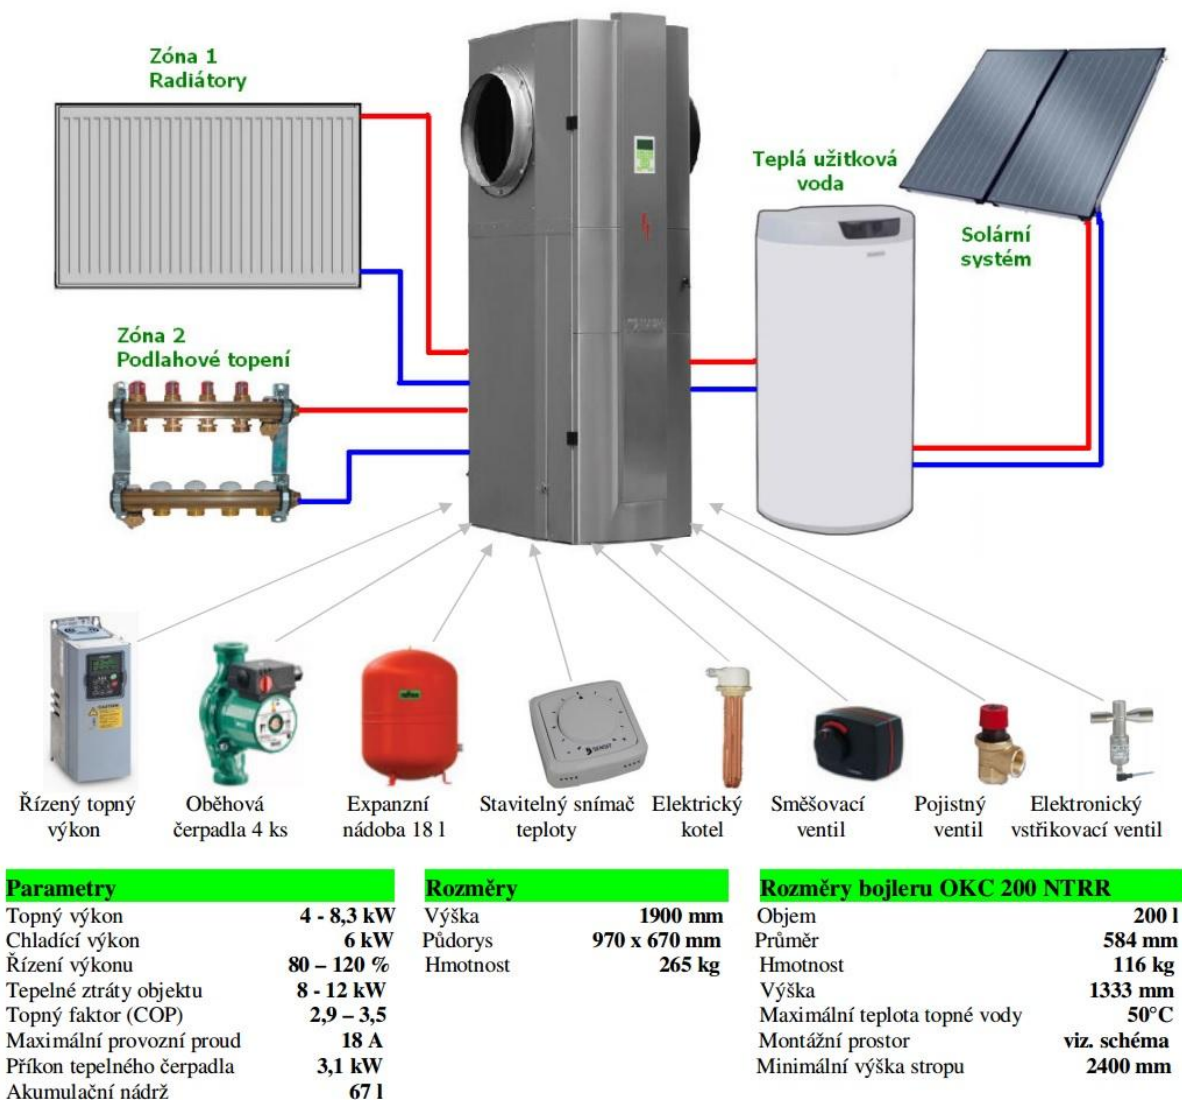 Zóna 1
Radiátory
Teplá užitková
voda
Solární
systém
Zóna 2
Podlahové topení
Řízený topný
výkon
Oběhová
čerpadla 4 ks
Expanzní
nádoba 18 l
Stavitelný snímač
teploty
Elektrický
kotel
Směšovací
ventil
Pojistný
ventil
Elektronický
vstřikovací ventil
Parametry
Topný výkon 4 - 8,3 kW
Chladící výkon 6 kW
Řízení výkonu 80 – 120 %
Tepelné ztráty objektu 8 - 12 kW
Topný faktor (COP) 2,9 – 3,5
Maximální provozní proud 18 A
Příkon tepelného čerpadla 3,1 kW
Akumulační nádrž 67 l
Rozměry
Výška 1900 mm
Půdorys 970 x 670 mm
Hmotnost 265 kg
Rozměry bojleru OKC 200 NTRR
Objem 200 l
Průměr 584 mm
Hmotnost 116 kg
Výška 1333 mm
Maximální teplota topné vody 50°C
Montážní prostor viz. schéma
Minimální výška stropu 2400 mm